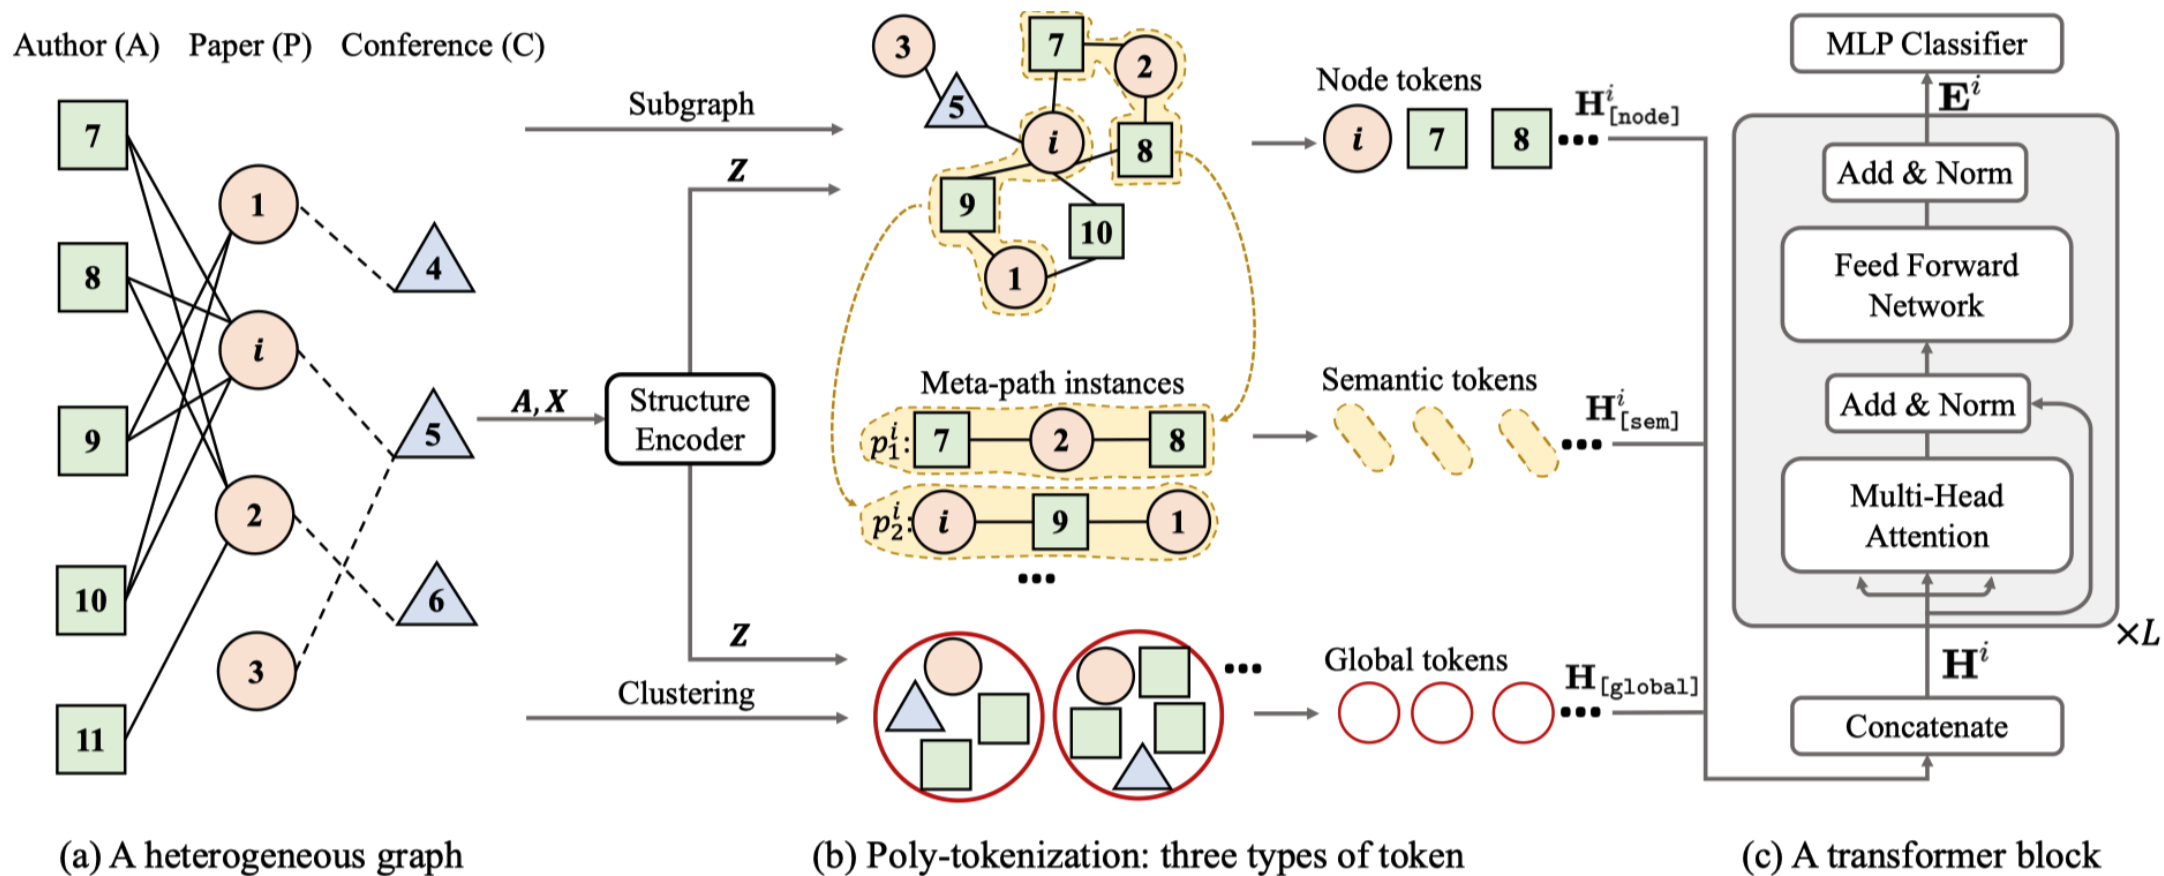 Author (A) Paper (P) Conference (C)
7
8
9
10
11
1
i
2
3
4
5
6
A, X
Structure
Encoder
Subgraph
Z
Z
Clustering
3
5
7
2
i
8
9
10
1
Meta-path instances
p₁ⁱ: 7 2 8
p₂ⁱ: i 9 1
...
...
Node tokens
i 7 8 ...
Hⁱ[node]
Semantic tokens
...
Hⁱ[sem]
Global tokens
...
H[global]
MLP Classifier
Eⁱ
Add & Norm
Feed Forward
Network
Add & Norm
Multi-Head
Attention
×L
Hⁱ
Concatenate
(a) A heterogeneous graph
(b) Poly-tokenization: three types of token
(c) A transformer block